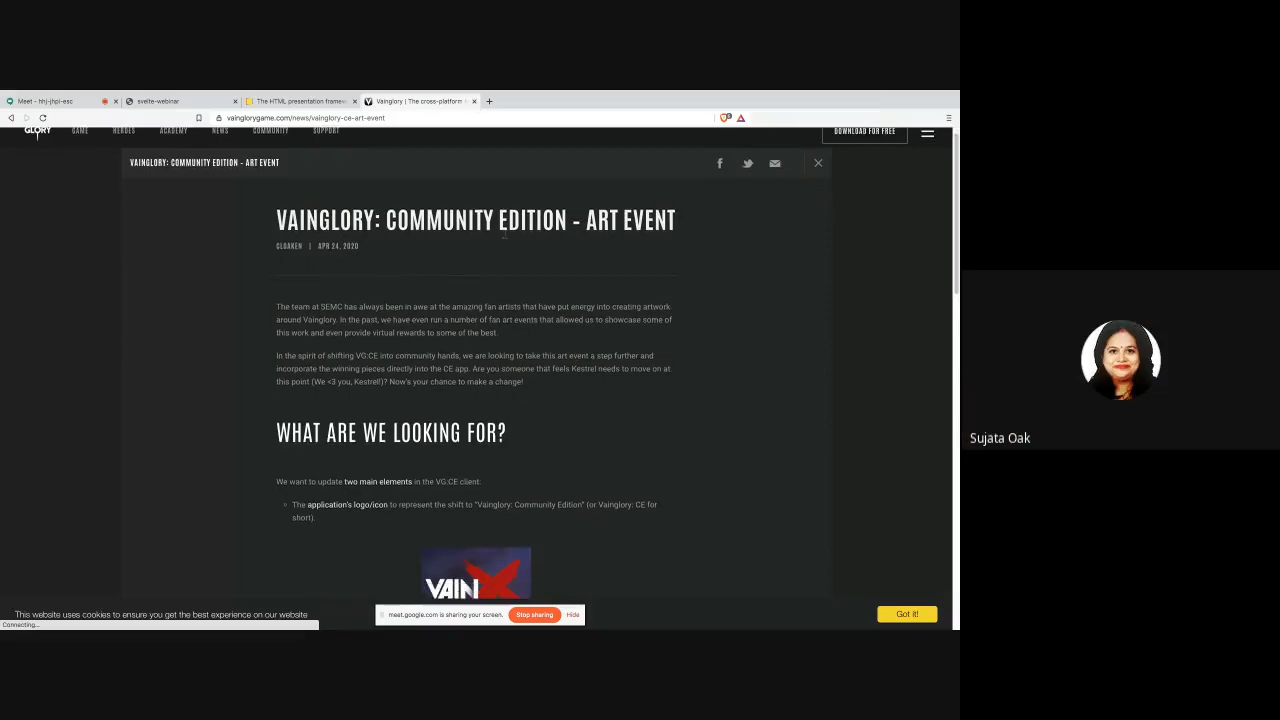 Meet - hhj-jhpi-esc
svelte-webinar
The HTML presentation framew
Vainglory | The cross-platform
vainglorygame.com/news/vainglory-ce-art-event
GLORY
GAME
HEROES
ACADEMY
NEWS
COMMUNITY
SUPPORT
DOWNLOAD FOR FREE
VAINGLORY: COMMUNITY EDITION - ART EVENT
VAINGLORY: COMMUNITY EDITION - ART EVENT
CLOAKEN | APR 24, 2020
The team at SEMC has always been in awe at the amazing fan artists that have put energy into creating artwork
around Vainglory. In the past, we have even run a number of fan art events that allowed us to showcase some of
this work and even provide virtual rewards to some of the best.
In the spirit of shifting VG:CE into community hands, we are looking to take this art event a step further and
incorporate the winning pieces directly into the CE app. Are you someone that feels Kestrel needs to move on at
this point (We <3 you, Kestrel!)? Now's your chance to make a change!
WHAT ARE WE LOOKING FOR?
We want to update two main elements in the VG:CE client:
The application's logo/icon to represent the shift to "Vainglory: Community Edition" (or Vainglory: CE for
short).
VAIN
This website uses cookies to ensure you get the best experience on our website
Got it!
meet.google.com is sharing your screen.
Stop sharing
Hide
Connecting...
Sujata Oak